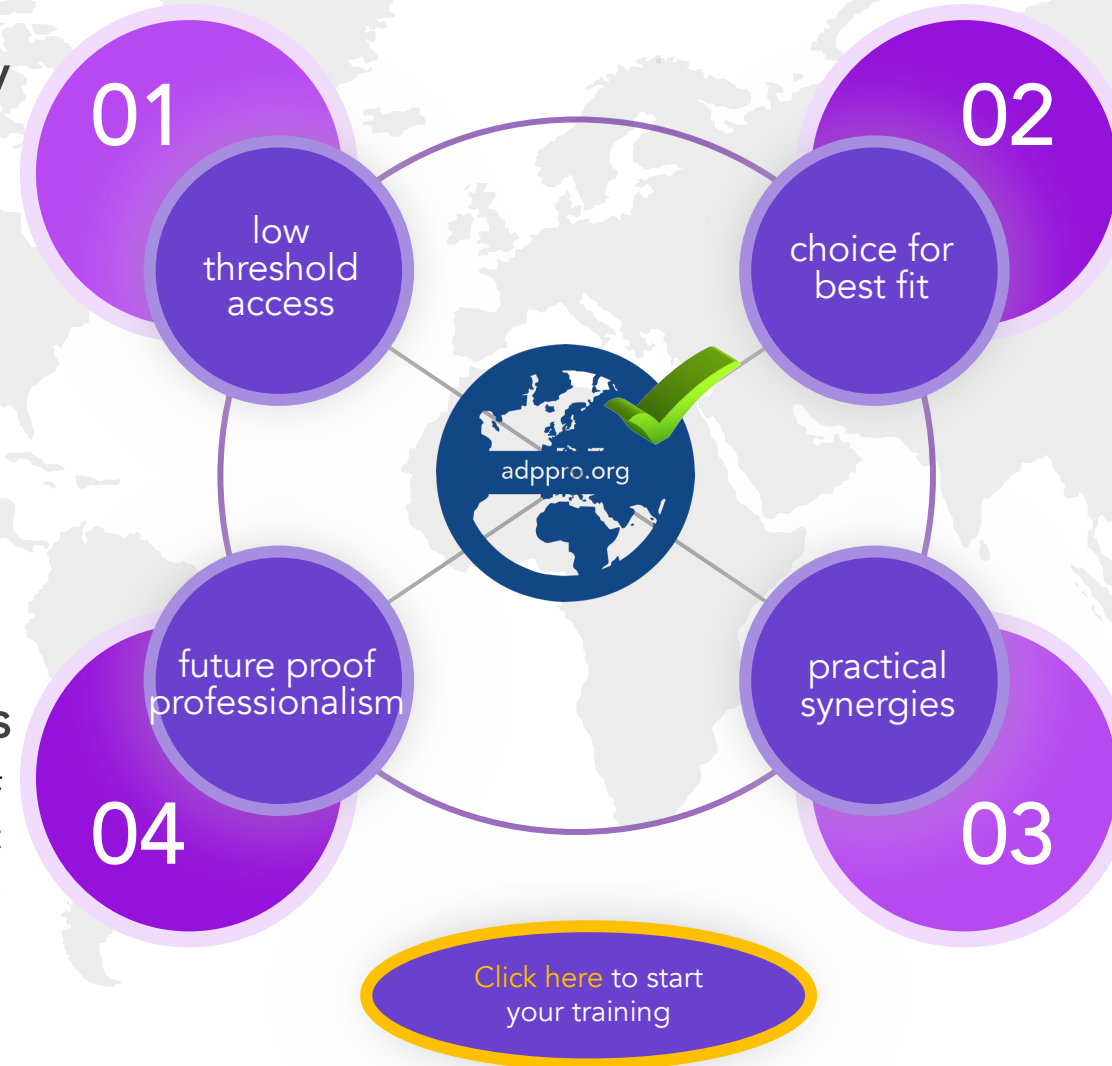 01
low
threshold
access
02
choice for
best fit
adppro.org
future proof
professionalism
04
practical
synergies
03
Click here to start
your training